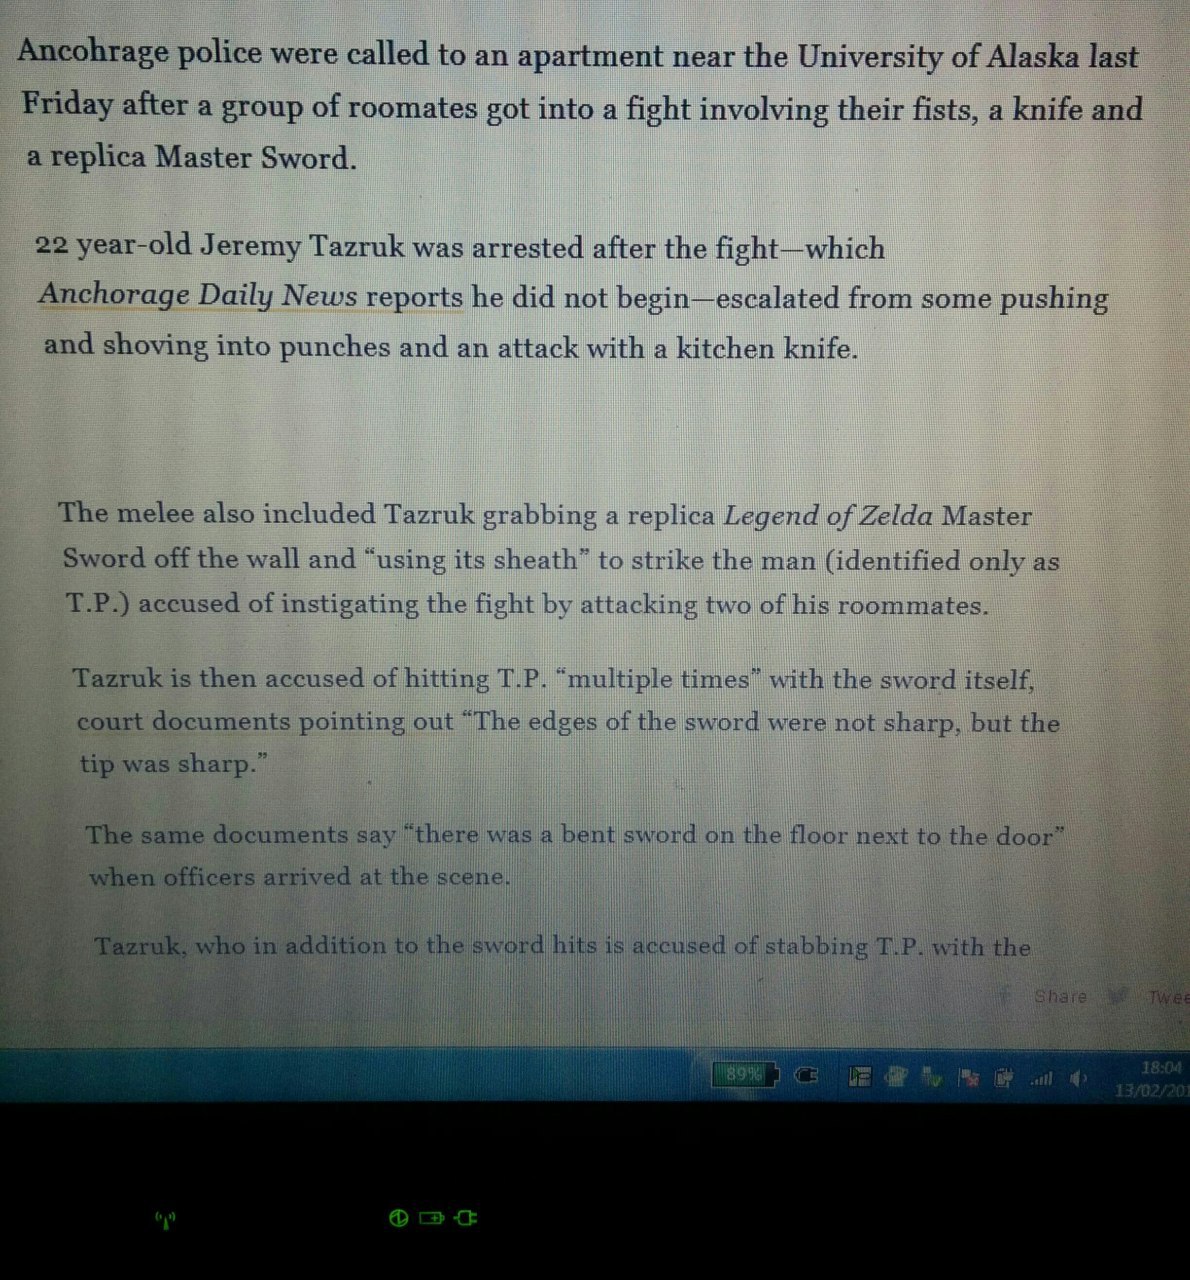 Ancohrage police were called to an apartment near the University of Alaska last
Friday after a group of roomates got into a fight involving their fists, a knife and
a replica Master Sword.
22 year-old Jeremy Tazruk was arrested after the fight—which
Anchorage Daily News reports he did not begin—escalated from some pushing
and shoving into punches and an attack with a kitchen knife.
The melee also included Tazruk grabbing a replica Legend of Zelda Master
Sword off the wall and “using its sheath” to strike the man (identified only as
T.P.) accused of instigating the fight by attacking two of his roommates.
Tazruk is then accused of hitting T.P. “multiple times” with the sword itself,
court documents pointing out “The edges of the sword were not sharp, but the
tip was sharp.”
The same documents say “there was a bent sword on the floor next to the door”
when officers arrived at the scene.
Tazruk, who in addition to the sword hits is accused of stabbing T.P. with the
Share Twee
89% 18:04
13/02/201